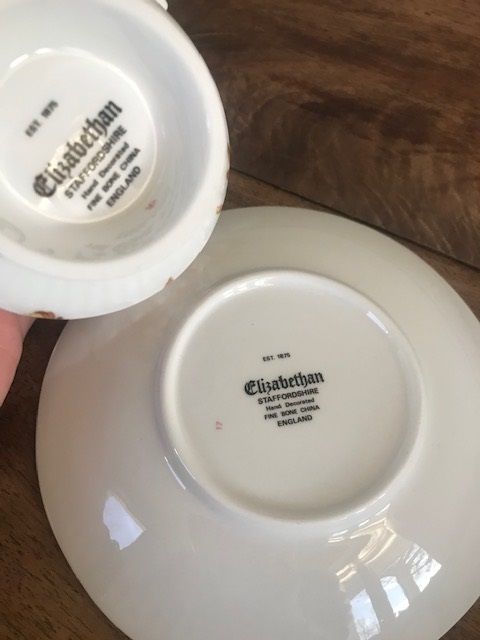 EST. 1875
Elizabethan
STAFFORDSHIRE
Hand Decorated
FINE BONE CHINA
ENGLAND
EST. 1875
Elizabethan
STAFFORDSHIRE
Hand Decorated
FINE BONE CHINA
ENGLAND